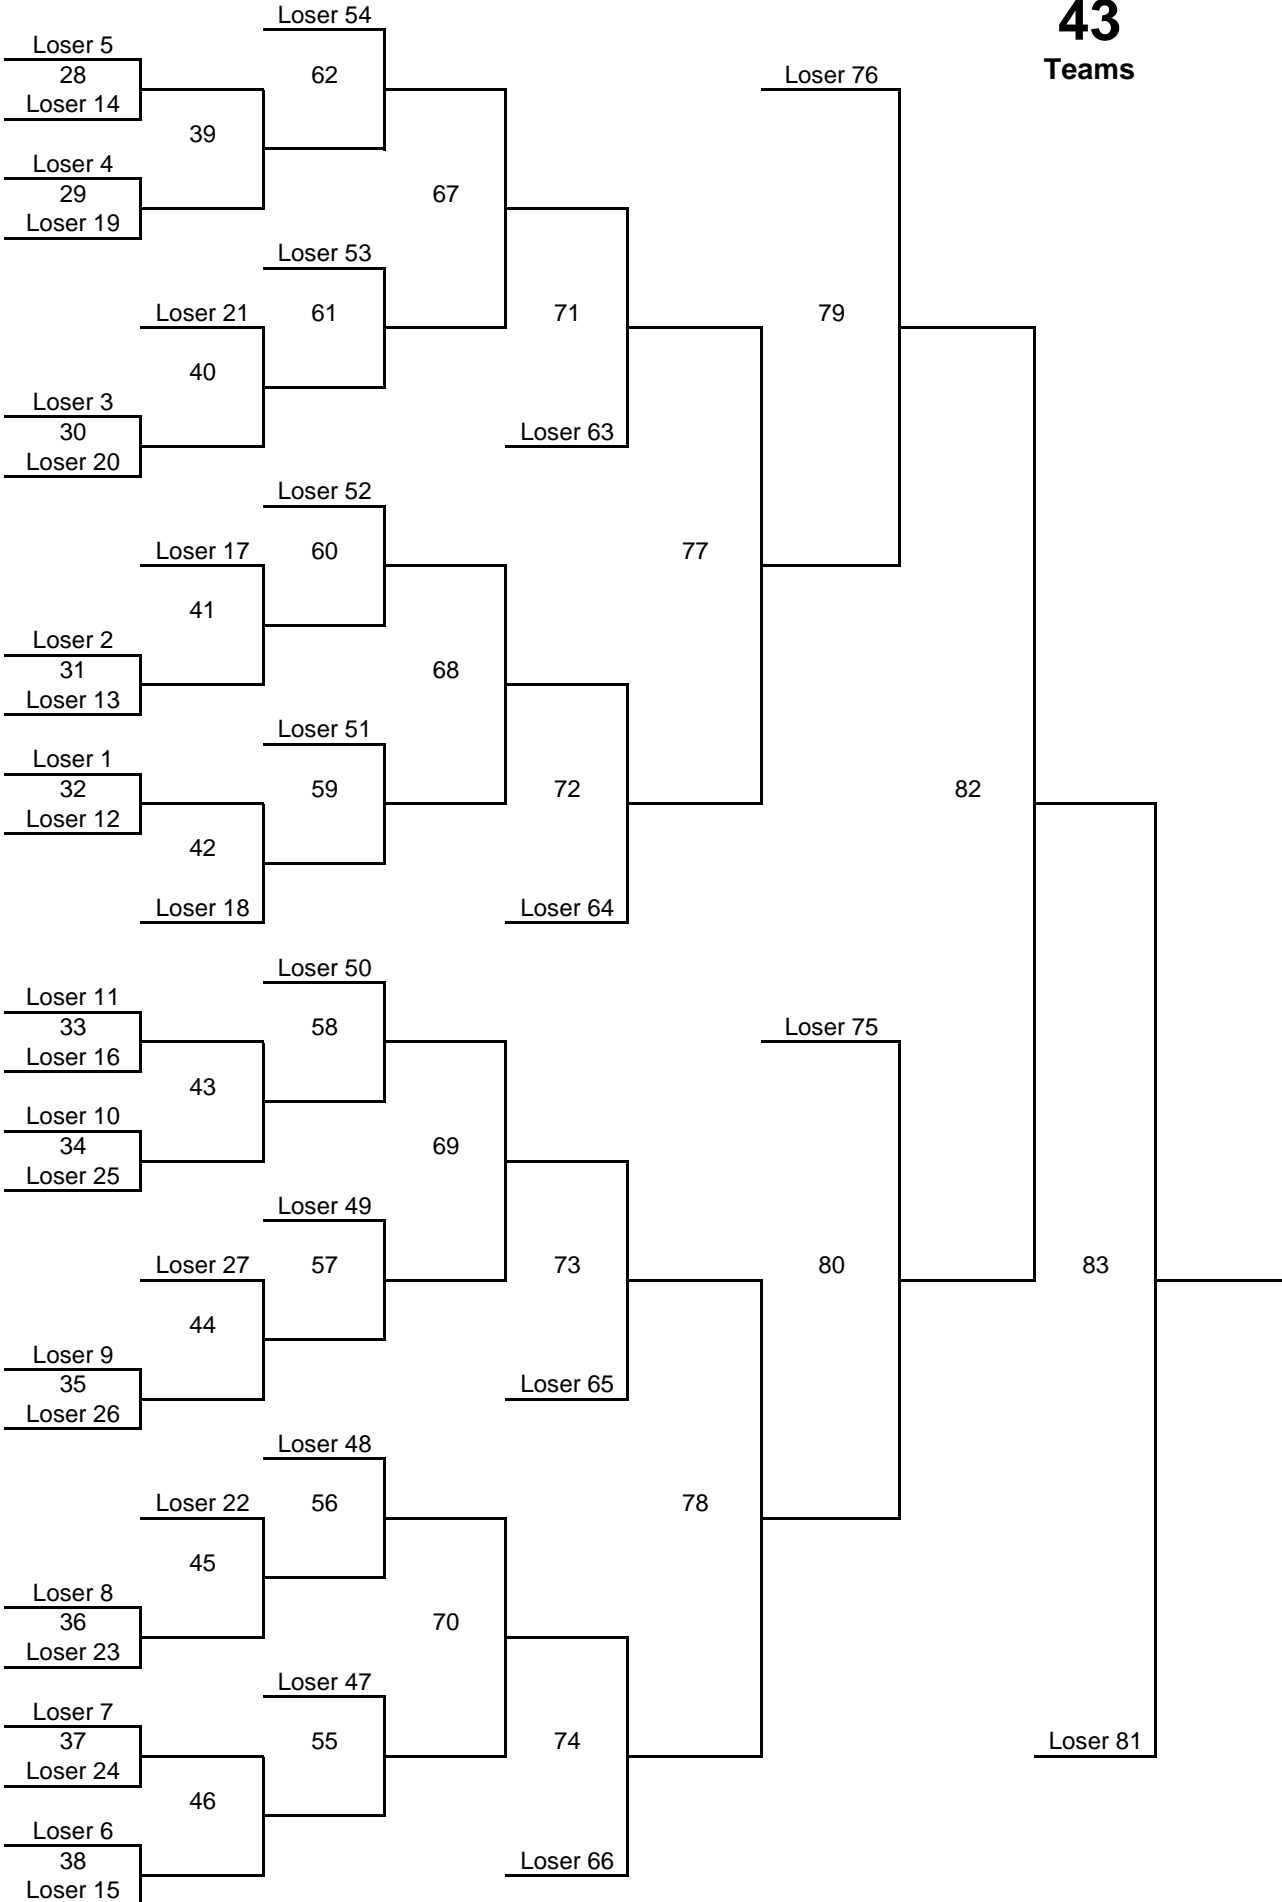 43
Teams
Loser 54
Loser 5
28
62
Loser 76
Loser 14
39
Loser 4
29
67
Loser 19
Loser 53
Loser 21
61
71
79
40
Loser 3
30
Loser 63
Loser 20
Loser 52
Loser 17
60
77
41
Loser 2
31
68
Loser 13
Loser 51
Loser 1
32
59
72
82
Loser 12
42
Loser 18
Loser 64
Loser 50
Loser 11
33
58
Loser 75
Loser 16
43
Loser 10
34
69
Loser 25
Loser 49
Loser 27
57
73
80
83
44
Loser 9
35
Loser 65
Loser 26
Loser 48
Loser 22
56
78
45
Loser 8
36
70
Loser 23
Loser 47
Loser 7
37
55
74
Loser 81
Loser 24
46
Loser 6
38
Loser 66
Loser 15